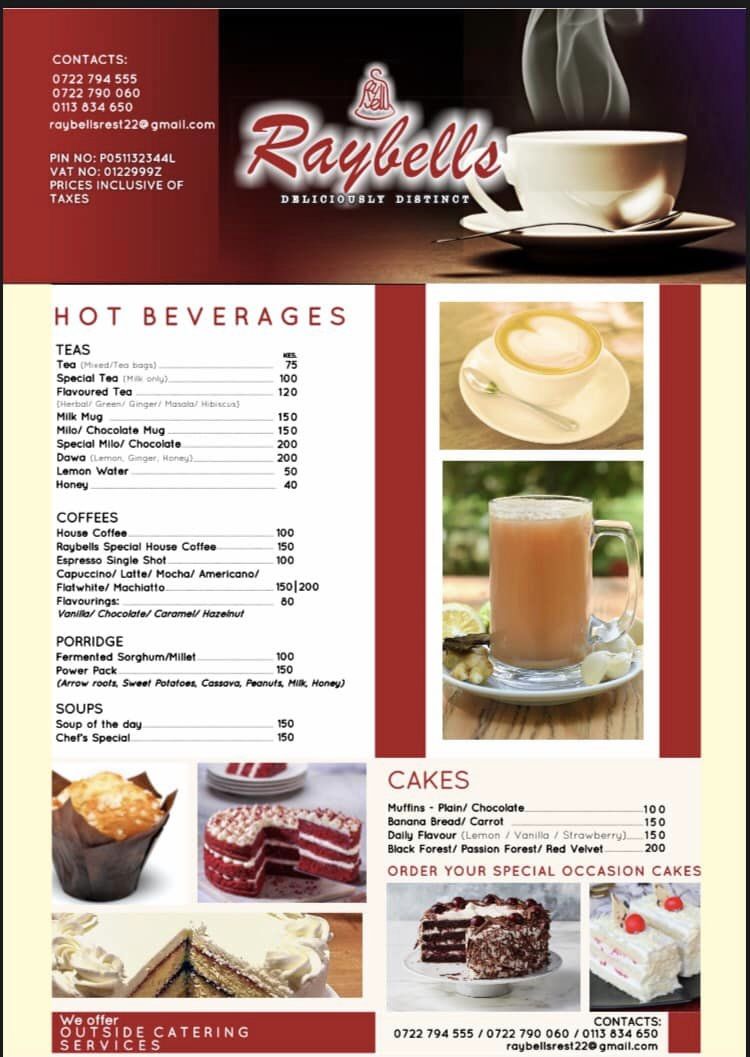 CONTACTS:
0722 794 555
0722 790 060
0113 834 650
raybellsrest22@gmail.com
PIN NO: P051132344L
VAT NO: 0122999Z
PRICES INCLUSIVE OF
TAXES
Raybells
DELICIOUSLY DISTINCT
HOT BEVERAGES
TEAS
KES.
Tea (Mixed/Tea bags) 75
Special Tea (Milk only) 100
Flavoured Tea 120
(Herbal/ Green/ Ginger/ Masala/ Hibiscus)
Milk Mug 150
Milo/ Chocolate Mug 150
Special Milo/ Chocolate 200
Dawa (Lemon, Ginger, Honey) 200
Lemon Water 50
Honey 40
COFFEES
House Coffee 100
Raybells Special House Coffee 150
Espresso Single Shot 100
Capuccino/ Latte/ Mocha/ Americano/
Flatwhite/ Machiatto 150|200
Flavourings: 80
Vanilla/ Chocolate/ Caramel/ Hazelnut
PORRIDGE
Fermented Sorghum/Millet 100
Power Pack 150
(Arrow roots, Sweet Potatoes, Cassava, Peanuts, Milk, Honey)
SOUPS
Soup of the day 150
Chef's Special 150
CAKES
Muffins - Plain/ Chocolate 100
Banana Bread/ Carrot 150
Daily Flavour (Lemon / Vanilla / Strawberry) 150
Black Forest/ Passion Forest/ Red Velvet 200
ORDER YOUR SPECIAL OCCASION CAKES
We offer
OUTSIDE CATERING
SERVICES
CONTACTS:
0722 794 555 / 0722 790 060 / 0113 834 650
raybellsrest22@gmail.com